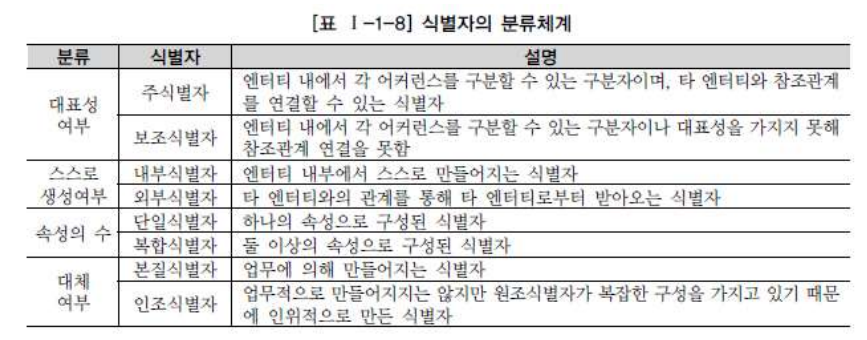 [표 Ⅰ-1-8] 식별자의 분류체계
분류 식별자 설명
대표성 여부 주식별자 엔터티 내에서 각 어커런스를 구분할 수 있는 구분자이며, 타 엔터티와 참조관계
를 연결할 수 있는 식별자
보조식별자 엔터티 내에서 각 어커런스를 구분할 수 있는 구분자이나 대표성을 가지지 못해
참조관계 연결을 못함
스스로 생성여부 내부식별자 엔터티 내부에서 스스로 만들어지는 식별자
외부식별자 타 엔터티와의 관계를 통해 타 엔터티로부터 받아오는 식별자
속성의 수 단일식별자 하나의 속성으로 구성된 식별자
복합식별자 둘 이상의 속성으로 구성된 식별자
대체 여부 본질식별자 업무에 의해 만들어지는 식별자
인조식별자 업무적으로 만들어지지는 않지만 원조식별자가 복잡한 구성을 가지고 있기 때문
에 인위적으로 만든 식별자